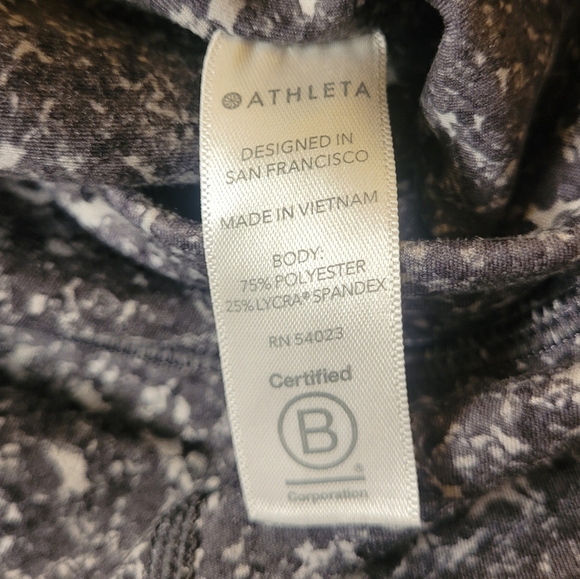 ATHLETA
DESIGNED IN
SAN FRANCISCO
MADE IN VIETNAM
BODY:
75% POLYESTER
25% LYCRA® SPANDEX
RN 54023
Certified
B
®
Corporation